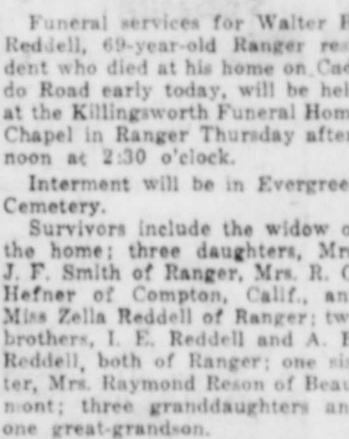 Funeral services for Walter
Reddell, 69-year-old Ranger res
dent who died at his home on Cad
do Road early today, will be hel
at the Killingsworth Funeral Hom
Chapel in Ranger Thursday after
noon at 2:30 o'clock.
Interment will be in Evergree
Cemetery.
Survivors include the widow o
the home; three daughters, Mrs
J. F. Smith of Ranger, Mrs. R. C
Hefner of Compton, Calif., an
Miss Zella Reddell of Ranger; tw
brothers, I. E. Reddell and A.
Reddell, both of Ranger; one sis
ter, Mrs. Raymond Reson of Beau
mont; three granddaughters an
one great-grandson.